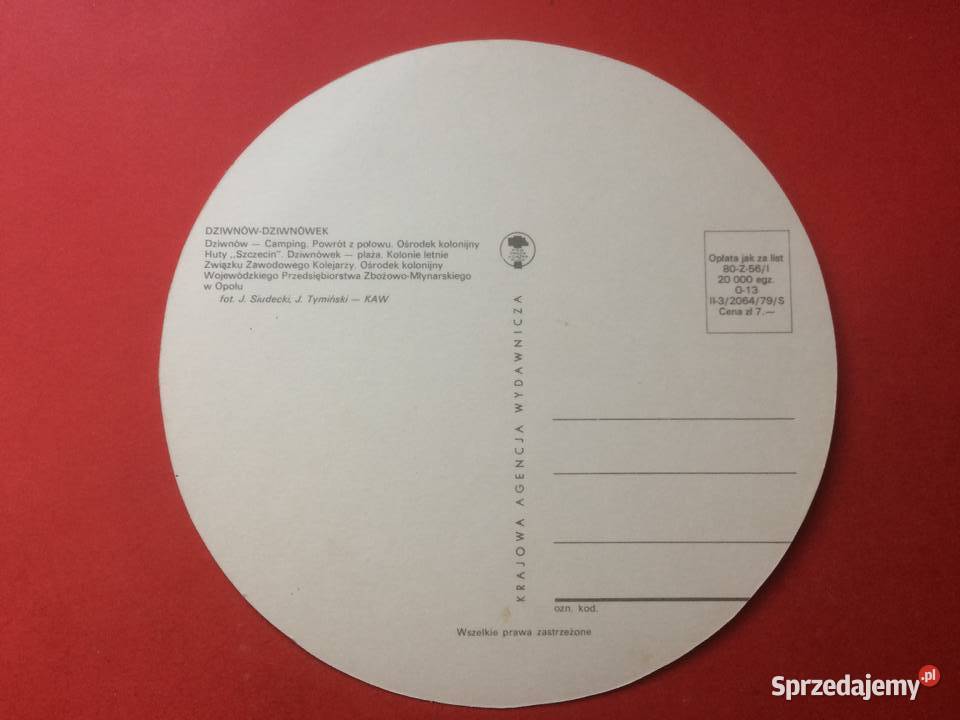 DZIWNÓW-DZIWNÓWEK
Dziwnów — Camping. Powrót z połowu. Ośrodek kolonijny
Huty „Szczecin". Dziwnówek — plaża. Kolonie letnie
Związku Zawodowego Kolejarzy. Ośrodek kolonijny
Wojewódzkiego Przedsiębiorstwa Zbożowo-Młynarskiego
w Opolu
fot. J. Siudecki, J. Tymiński — KAW
KRAJOWA AGENCJA WYDAWNICZA
Opłata jak za list
80-Z-56/I
20 000 egz.
O-13
II-3/2064/79/S
Cena zł 7.—
ozn. kod.
Wszelkie prawa zastrzeżone
Sprzedajemy.pl